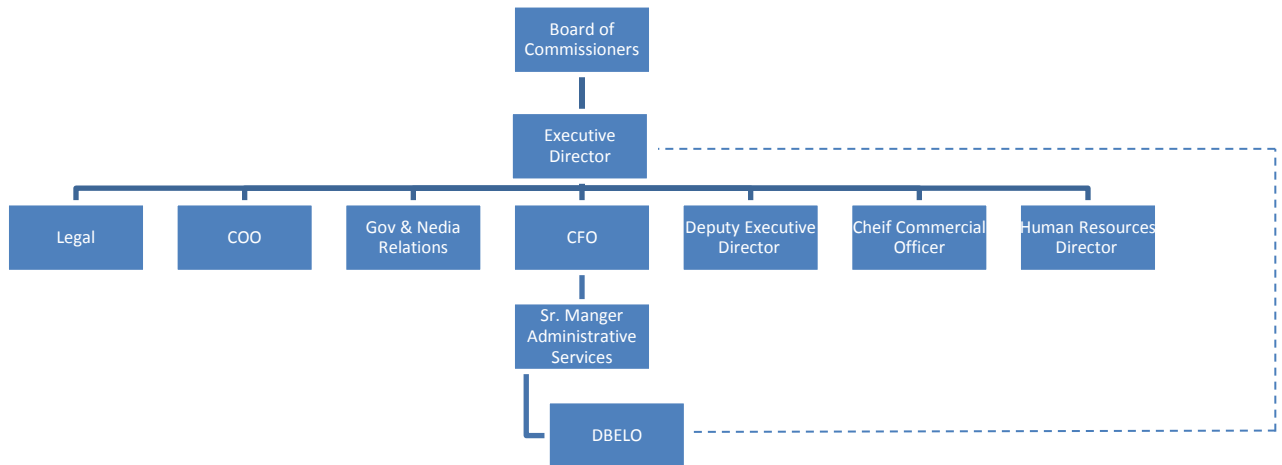 Board of
Commissioners
Executive
Director
Legal
COO
Gov & Nedia
Relations
CFO
Deputy Executive
Director
Cheif Commercial
Officer
Human Resources
Director
Sr. Manger
Administrative
Services
DBELO